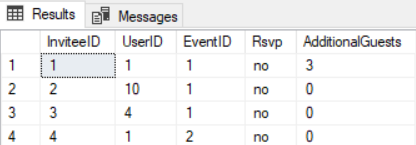 Results Messages
InviteeID UserID EventID Rsvp AdditionalGuests
1 1 1 1 no 3
2 2 10 1 no 0
3 3 4 1 no 0
4 4 1 2 no 0